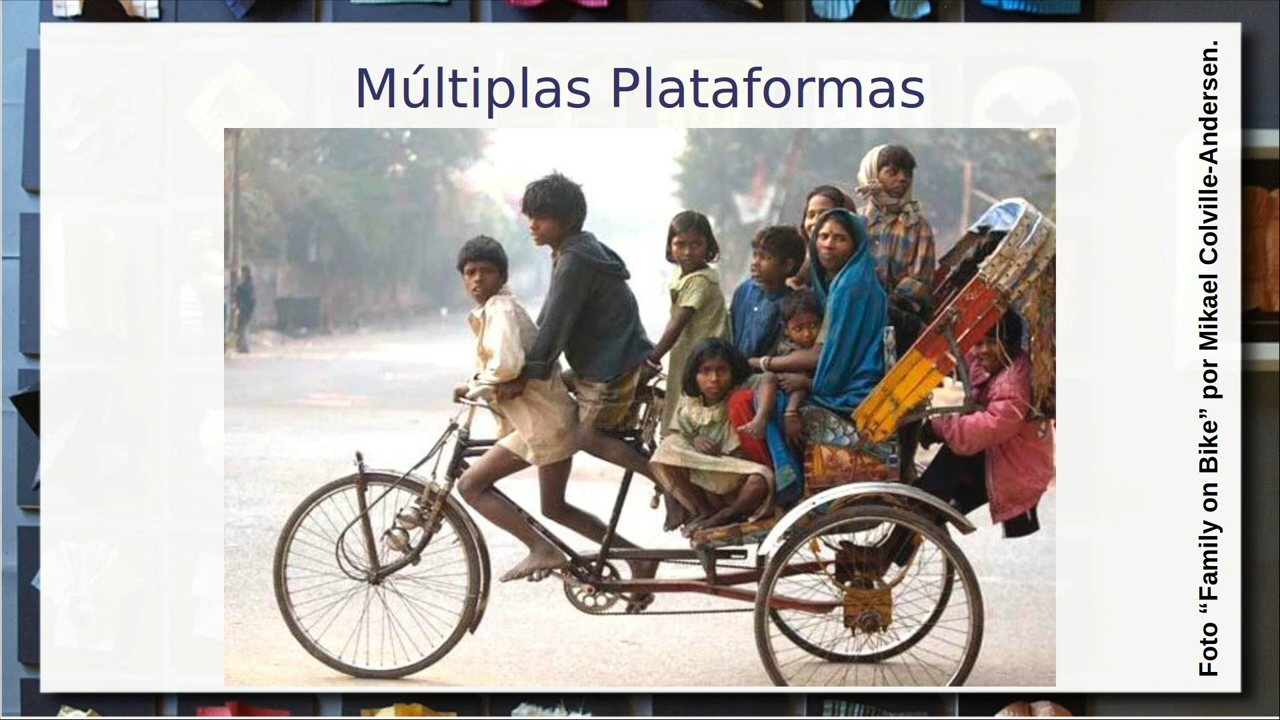 Múltiplas Plataformas
Foto “Family on Bike” por Mikael Colville-Andersen.